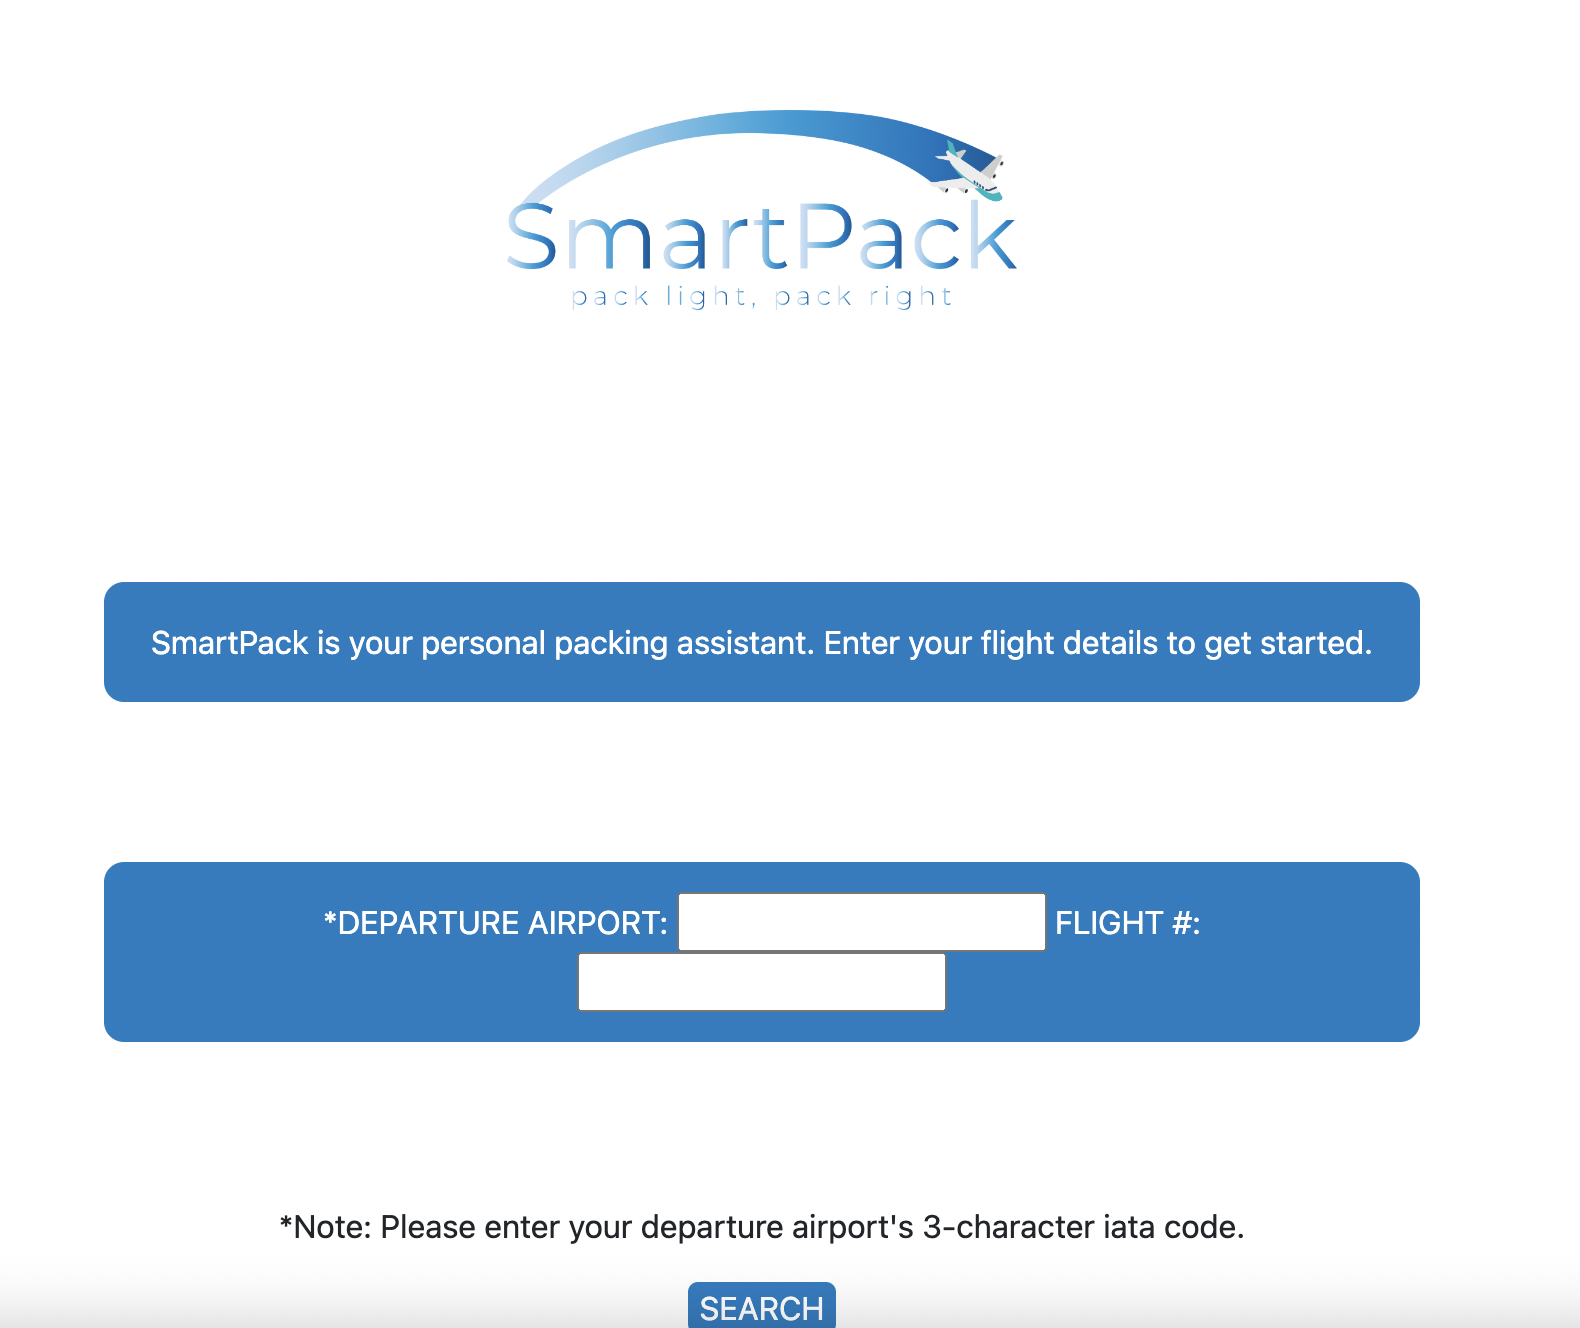 SmartPack
pack light, pack right
SmartPack is your personal packing assistant. Enter your flight details to get started.
*DEPARTURE AIRPORT: FLIGHT #:
*Note: Please enter your departure airport's 3-character iata code.
SEARCH